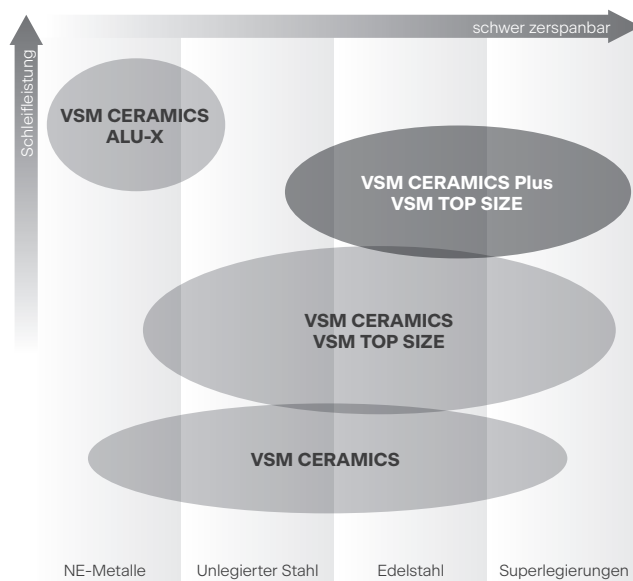 schwer zerspanbar
Schleifleistung
VSM CERAMICS
ALU-X
VSM CERAMICS Plus
VSM TOP SIZE
VSM CERAMICS
VSM TOP SIZE
VSM CERAMICS
NE-Metalle
Unlegierter Stahl
Edelstahl
Superlegierungen